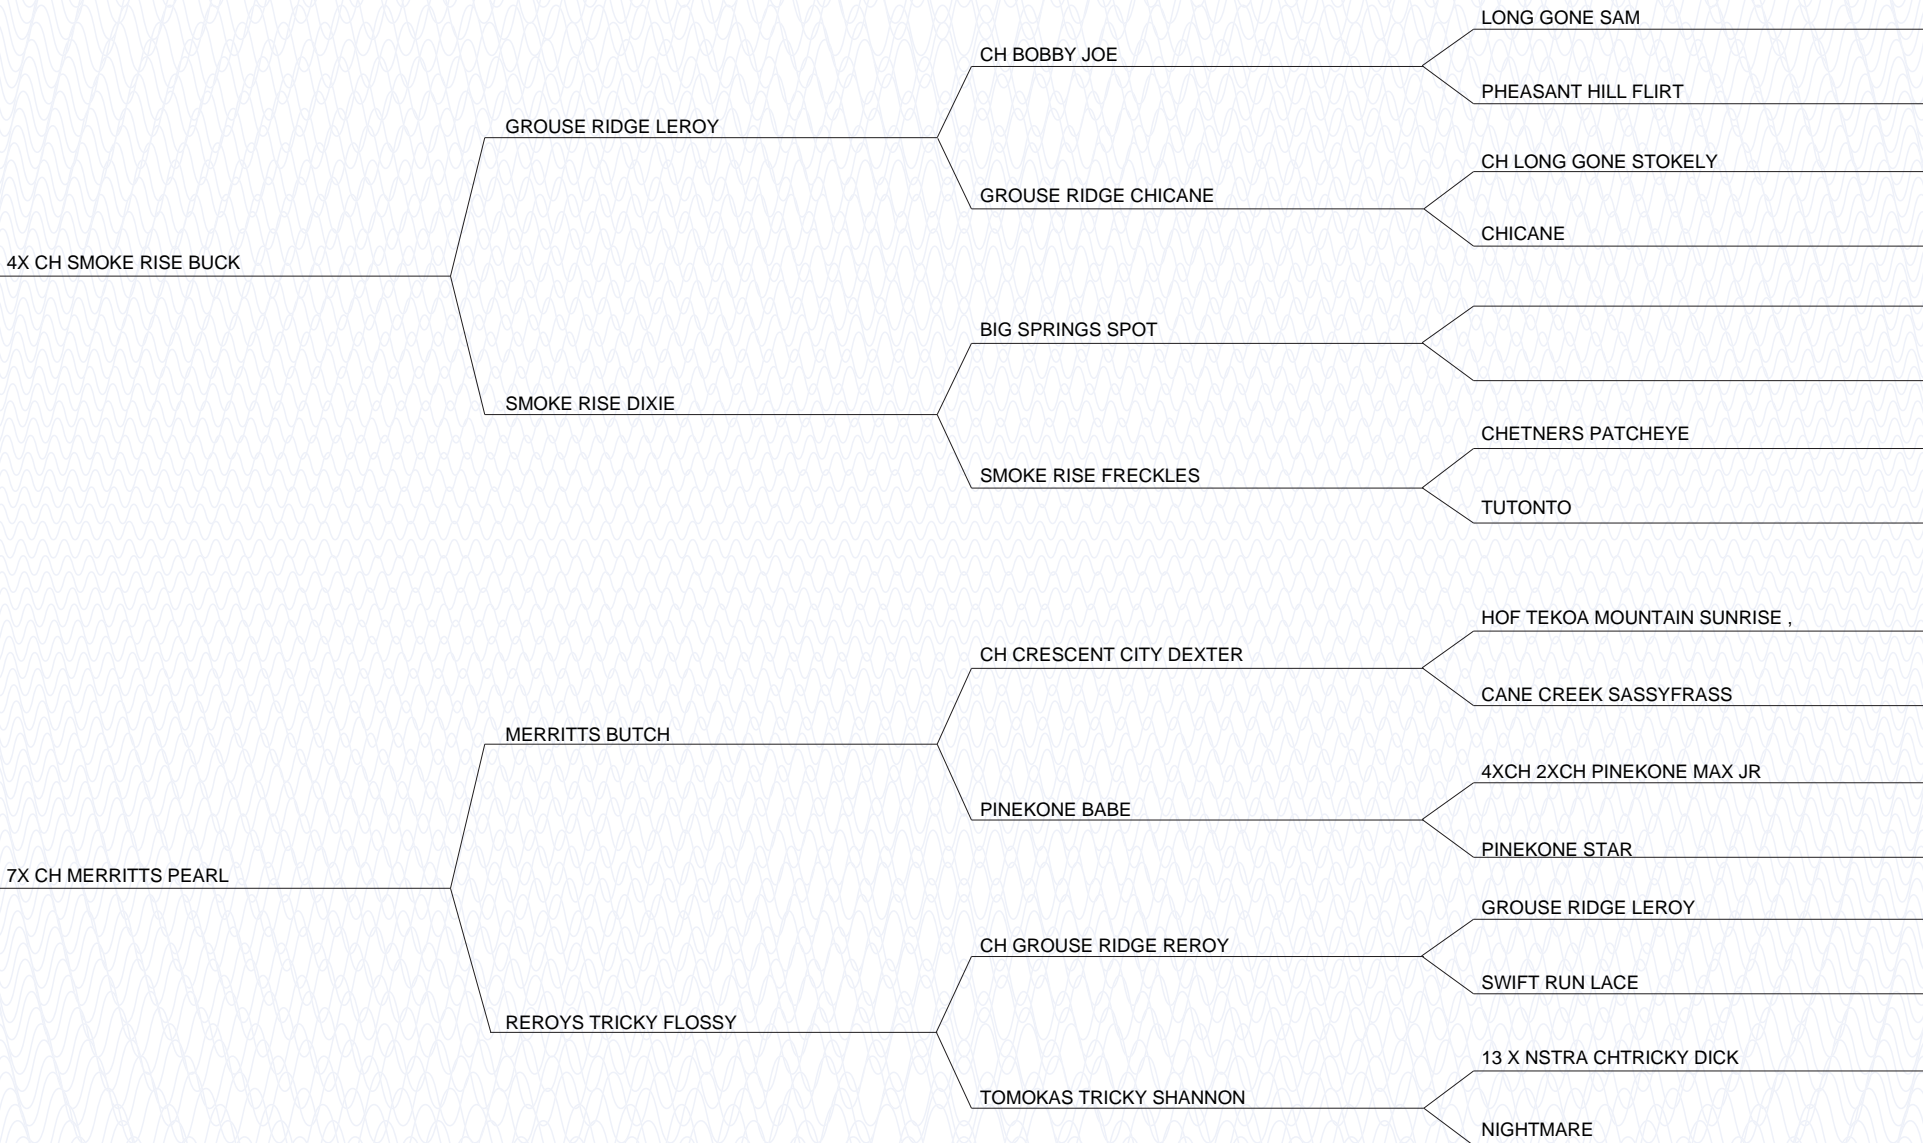 LONG GONE SAM
CH BOBBY JOE
PHEASANT HILL FLIRT
GROUSE RIDGE LEROY
CH LONG GONE STOKELY
GROUSE RIDGE CHICANE
CHICANE
4X CH SMOKE RISE BUCK
BIG SPRINGS SPOT
SMOKE RISE DIXIE
CHETNERS PATCHEYE
SMOKE RISE FRECKLES
TUTONTO
HOF TEKOA MOUNTAIN SUNRISE ,
CH CRESCENT CITY DEXTER
CANE CREEK SASSYFRASS
MERRITTS BUTCH
4XCH 2XCH PINEKONE MAX JR
PINEKONE BABE
PINEKONE STAR
7X CH MERRITTS PEARL
GROUSE RIDGE LEROY
CH GROUSE RIDGE REROY
SWIFT RUN LACE
REROYS TRICKY FLOSSY
13 X NSTRA CHTRICKY DICK
TOMOKAS TRICKY SHANNON
NIGHTMARE